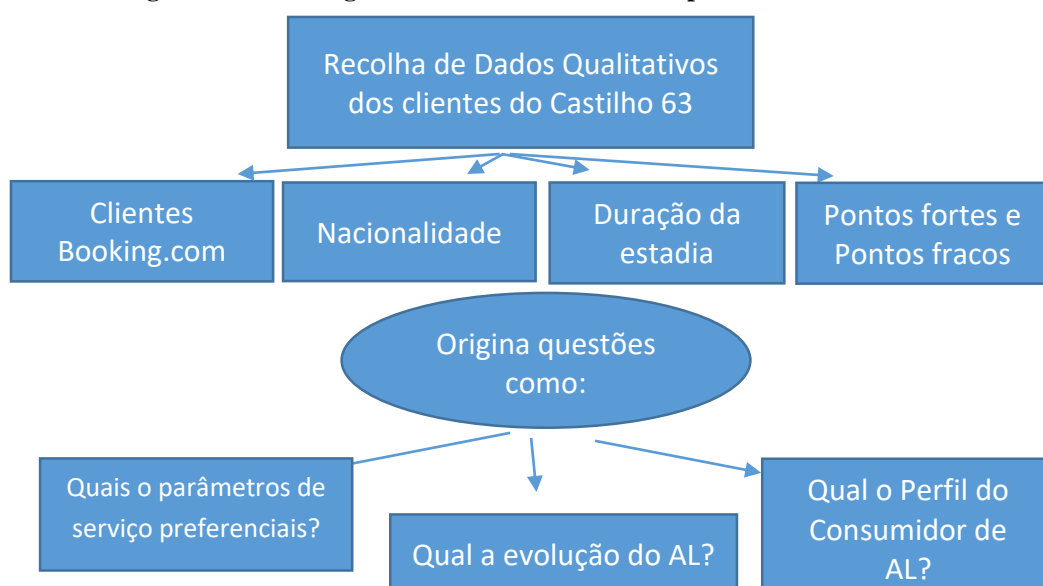 Recolha de Dados Qualitativos
dos clientes do Castilho 63
Clientes
Booking.com
Nacionalidade
Duração da
estadia
Pontos fortes e
Pontos fracos
Origina questões
como:
Quais o parâmetros de
serviço preferenciais?
Qual a evolução do AL?
Qual o Perfil do
Consumidor de
AL?